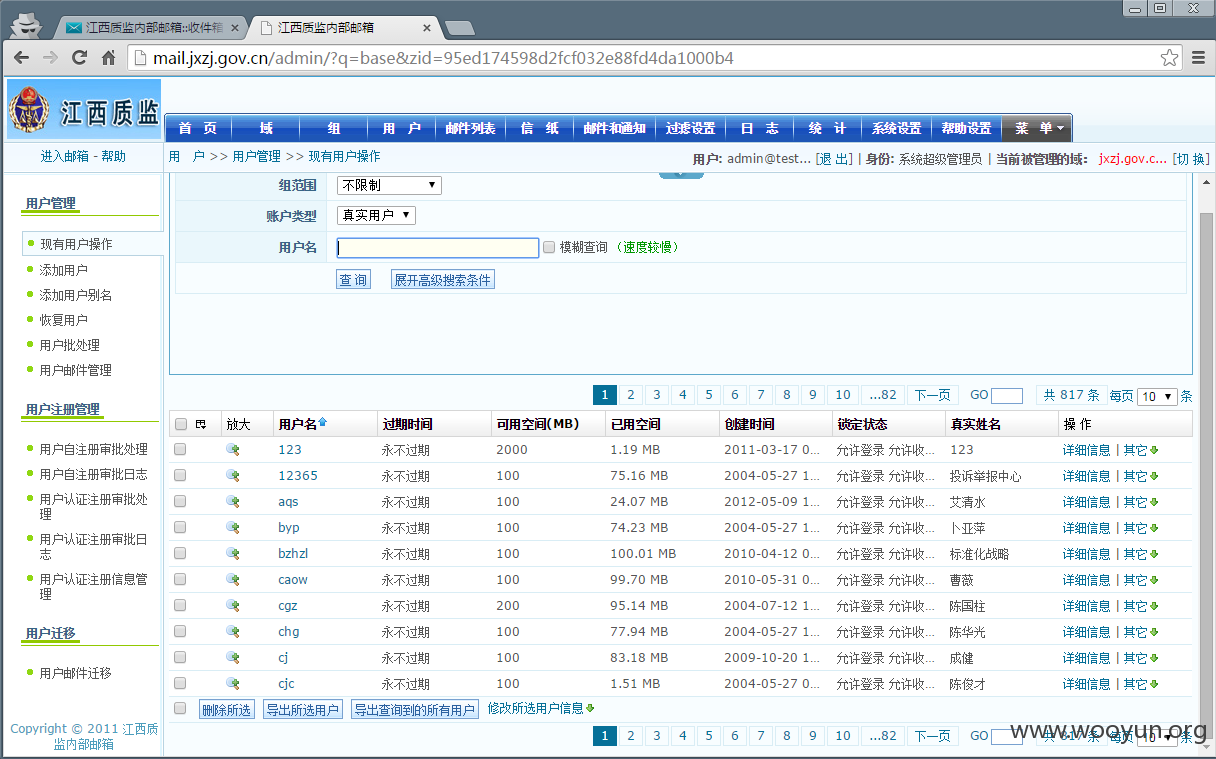 江西质监内部邮箱::收件箱
江西质监内部邮箱
mail.jxzj.gov.cn/admin/?q=base&zid=95ed174598d2fcf032e88fd4da1000b4
江西质监
首 页 域 组 用 户 邮件列表 信 纸 邮件和通知 过滤设置 日 志 统 计 系统设置 帮助设置 菜 单
进入邮箱 - 帮助
用 户 >> 用户管理 >> 现有用户操作
用户: admin@test... [退 出] | 身份: 系统超级管理员 | 当前被管理的域: jxzj.gov.c... [切 换]
用户管理
现有用户操作
添加用户
添加用户别名
恢复用户
用户批处理
用户邮件管理
用户注册管理
用户自注册审批处理
用户自注册审批日志
用户认证注册审批处
理
用户认证注册审批日
志
用户认证注册信息管
理
用户迁移
用户邮件迁移
Copyright © 2011 江西质
监内部邮箱
组范围 不限制
账户类型 真实用户
用户名 模糊查询 （速度较慢）
查 询 展开高级搜索条件
1 2 3 4 5 6 7 8 9 10 ...82 下一页 GO 共 817 条 每页 10 条
放大 用户名 过期时间 可用空间(MB) 已用空间 创建时间 锁定状态 真实姓名 操 作
123 永不过期 2000 1.19 MB 2011-03-17 0... 允许登录 允许收... 123 详细信息 | 其它
12365 永不过期 100 75.16 MB 2004-05-27 1... 允许登录 允许收... 投诉举报中心 详细信息 | 其它
aqs 永不过期 100 24.07 MB 2012-05-09 1... 允许登录 允许收... 艾清水 详细信息 | 其它
byp 永不过期 100 74.23 MB 2004-05-27 1... 允许登录 允许收... 卜亚萍 详细信息 | 其它
bzhzl 永不过期 100 100.01 MB 2010-04-12 0... 允许登录 允许收... 标准化战略 详细信息 | 其它
caow 永不过期 100 99.70 MB 2010-05-31 0... 允许登录 允许收... 曹薇 详细信息 | 其它
cgz 永不过期 200 95.14 MB 2004-07-12 1... 允许登录 允许收... 陈国柱 详细信息 | 其它
chg 永不过期 100 77.94 MB 2004-05-27 1... 允许登录 允许收... 陈华光 详细信息 | 其它
cj 永不过期 100 83.18 MB 2009-10-20 1... 允许登录 允许收... 成健 详细信息 | 其它
cjc 永不过期 100 1.51 MB 2004-05-27 0... 允许登录 允许收... 陈俊才 详细信息 | 其它
删除所选 导出所选用户 导出查询到的所有用户 修改所选用户信息
1 2 3 4 5 6 7 8 9 10 ...82 下一页 GO 共 817 条 每页 10 条
www.wooyun.org